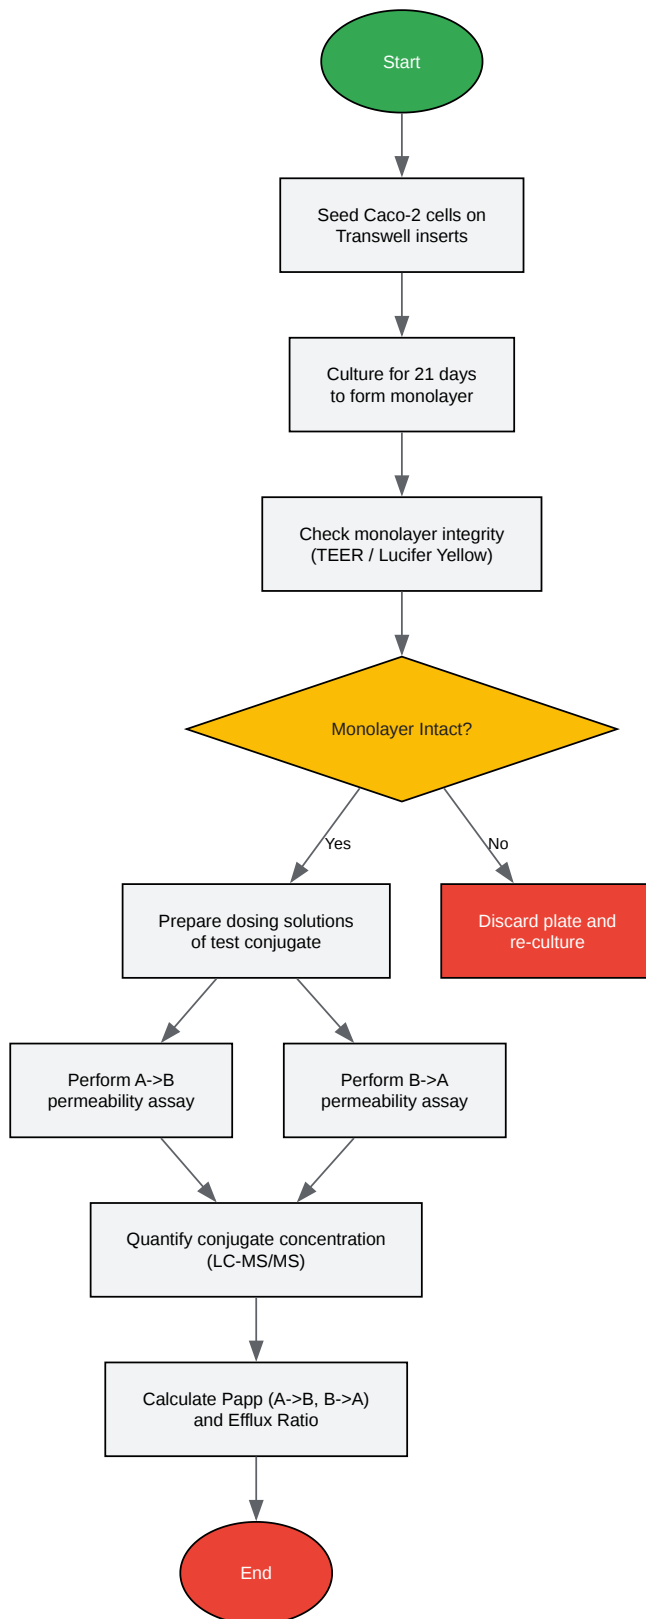 Start
Seed Caco-2 cells on
Transwell inserts
Culture for 21 days
to form monolayer
Check monolayer integrity
(TEER / Lucifer Yellow)
Monolayer Intact?
Yes
No
Prepare dosing solutions
of test conjugate
Discard plate and
re-culture
Perform A->B
permeability assay
Perform B->A
permeability assay
Quantify conjugate concentration
(LC-MS/MS)
Calculate Papp (A->B, B->A)
and Efflux Ratio
End